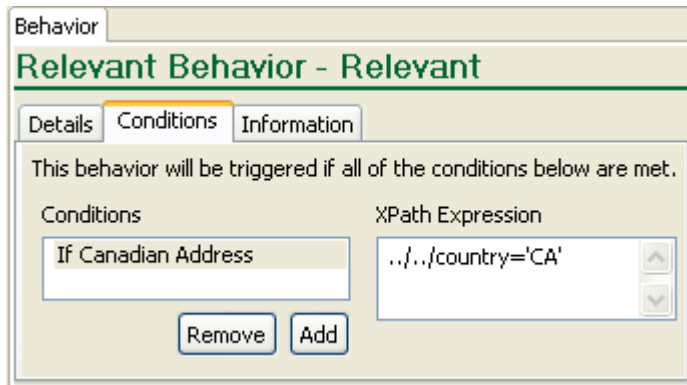 Behavior
Relevant Behavior - Relevant
Details Conditions Information
This behavior will be triggered if all of the conditions below are met.
Conditions XPath Expression
If Canadian Address ../../country='CA'
Remove Add